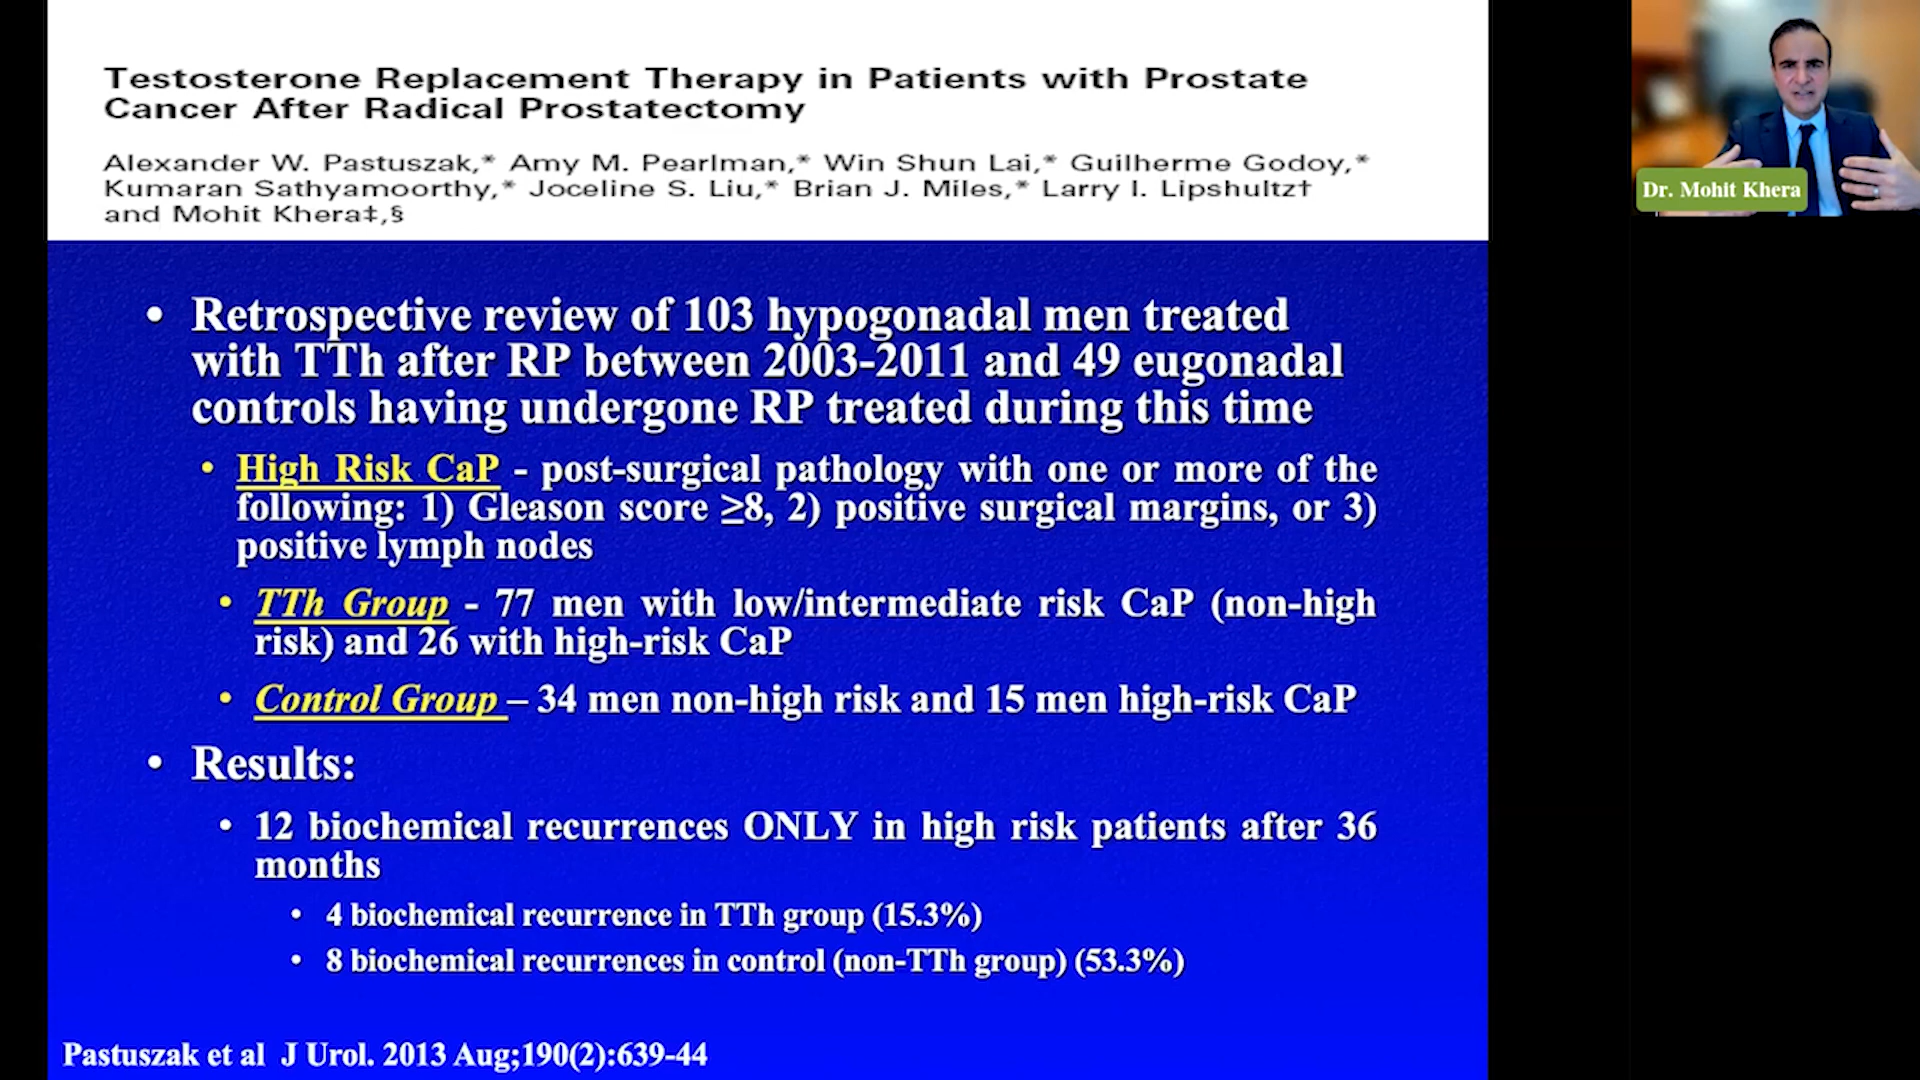 Testosterone Replacement Therapy in Patients with Prostate
Cancer After Radical Prostatectomy
Alexander W. Pastuszak,* Amy M. Pearlman,* Win Shun Lai,* Guilherme Godoy,*
Kumaran Sathyamoorthy,* Joceline S. Liu,* Brian J. Miles,* Larry I. Lipshultz†
and Mohit Khera‡,§
• Retrospective review of 103 hypogonadal men treated
with TTh after RP between 2003-2011 and 49 eugonadal
controls having undergone RP treated during this time
• High Risk CaP - post-surgical pathology with one or more of the
following: 1) Gleason score ≥8, 2) positive surgical margins, or 3)
positive lymph nodes
• TTh Group - 77 men with low/intermediate risk CaP (non-high
risk) and 26 with high-risk CaP
• Control Group – 34 men non-high risk and 15 men high-risk CaP
• Results:
• 12 biochemical recurrences ONLY in high risk patients after 36
months
• 4 biochemical recurrence in TTh group (15.3%)
• 8 biochemical recurrences in control (non-TTh group) (53.3%)
Pastuszak et al J Urol. 2013 Aug;190(2):639-44
Dr. Mohit Khera